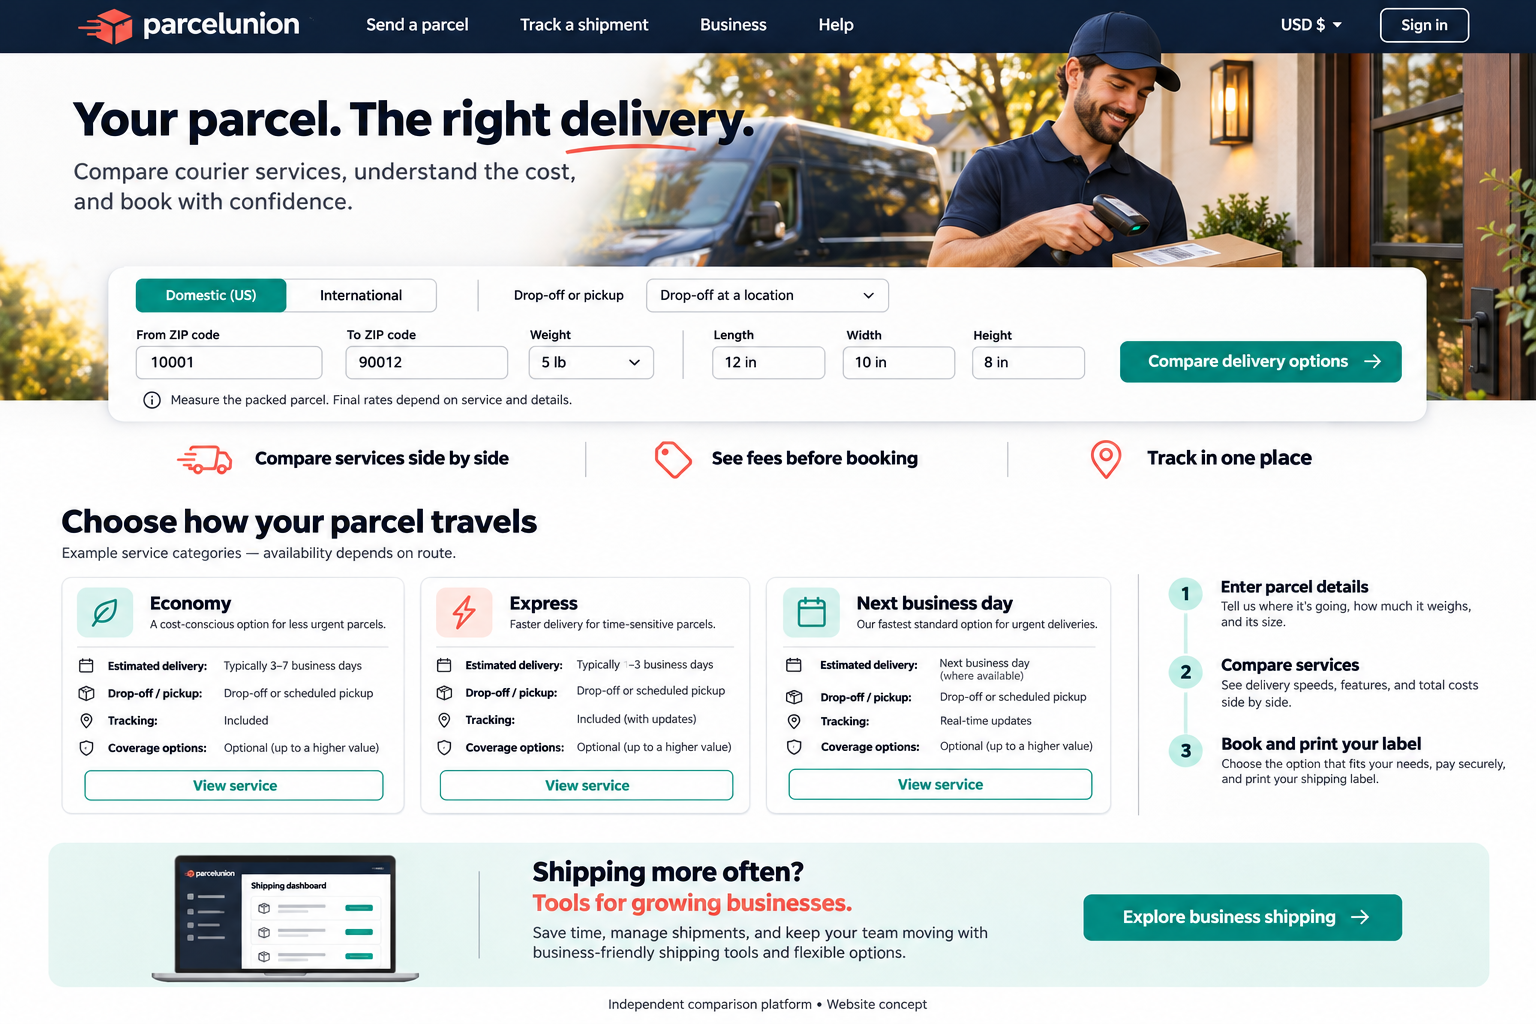 parcelunion
Send a parcel
Track a shipment
Business
Help
USD $
Sign in
Your parcel. The right delivery.
Compare courier services, understand the cost,
and book with confidence.
Domestic (US)
International
Drop-off or pickup
Drop-off at a location
From ZIP code
To ZIP code
Weight
Length
Width
Height
10001
90012
5 lb
12 in
10 in
8 in
Compare delivery options
Measure the packed parcel. Final rates depend on service and details.
Compare services side by side
See fees before booking
Track in one place
Choose how your parcel travels
Example service categories — availability depends on route.
Economy
A cost-conscious option for less urgent parcels.
Estimated delivery: Typically 3–7 business days
Drop-off / pickup: Drop-off or scheduled pickup
Tracking: Included
Coverage options: Optional (up to a higher value)
View service
Express
Faster delivery for time-sensitive parcels.
Estimated delivery: Typically –3 business days
Drop-off / pickup: Drop-off or scheduled pickup
Tracking: Included (with updates)
Coverage options: Optional (up to a higher value)
View service
Next business day
Our fastest standard option for urgent deliveries.
Estimated delivery: Next business day
(where available)
Drop-off / pickup: Drop-off or scheduled pickup
Tracking: Real-time updates
Coverage options: Optional (up to a higher value)
View service
1
Enter parcel details
Tell us where it's going, how much it weighs,
and its size.
2
Compare services
See delivery speeds, features, and total costs
side by side.
3
Book and print your label
Choose the option that fits your needs, pay securely,
and print your shipping label.
parcelunion
Shipping dashboard
Shipping more often?
Tools for growing businesses.
Save time, manage shipments, and keep your team moving with
business-friendly shipping tools and flexible options.
Explore business shipping
Independent comparison platform • Website concept